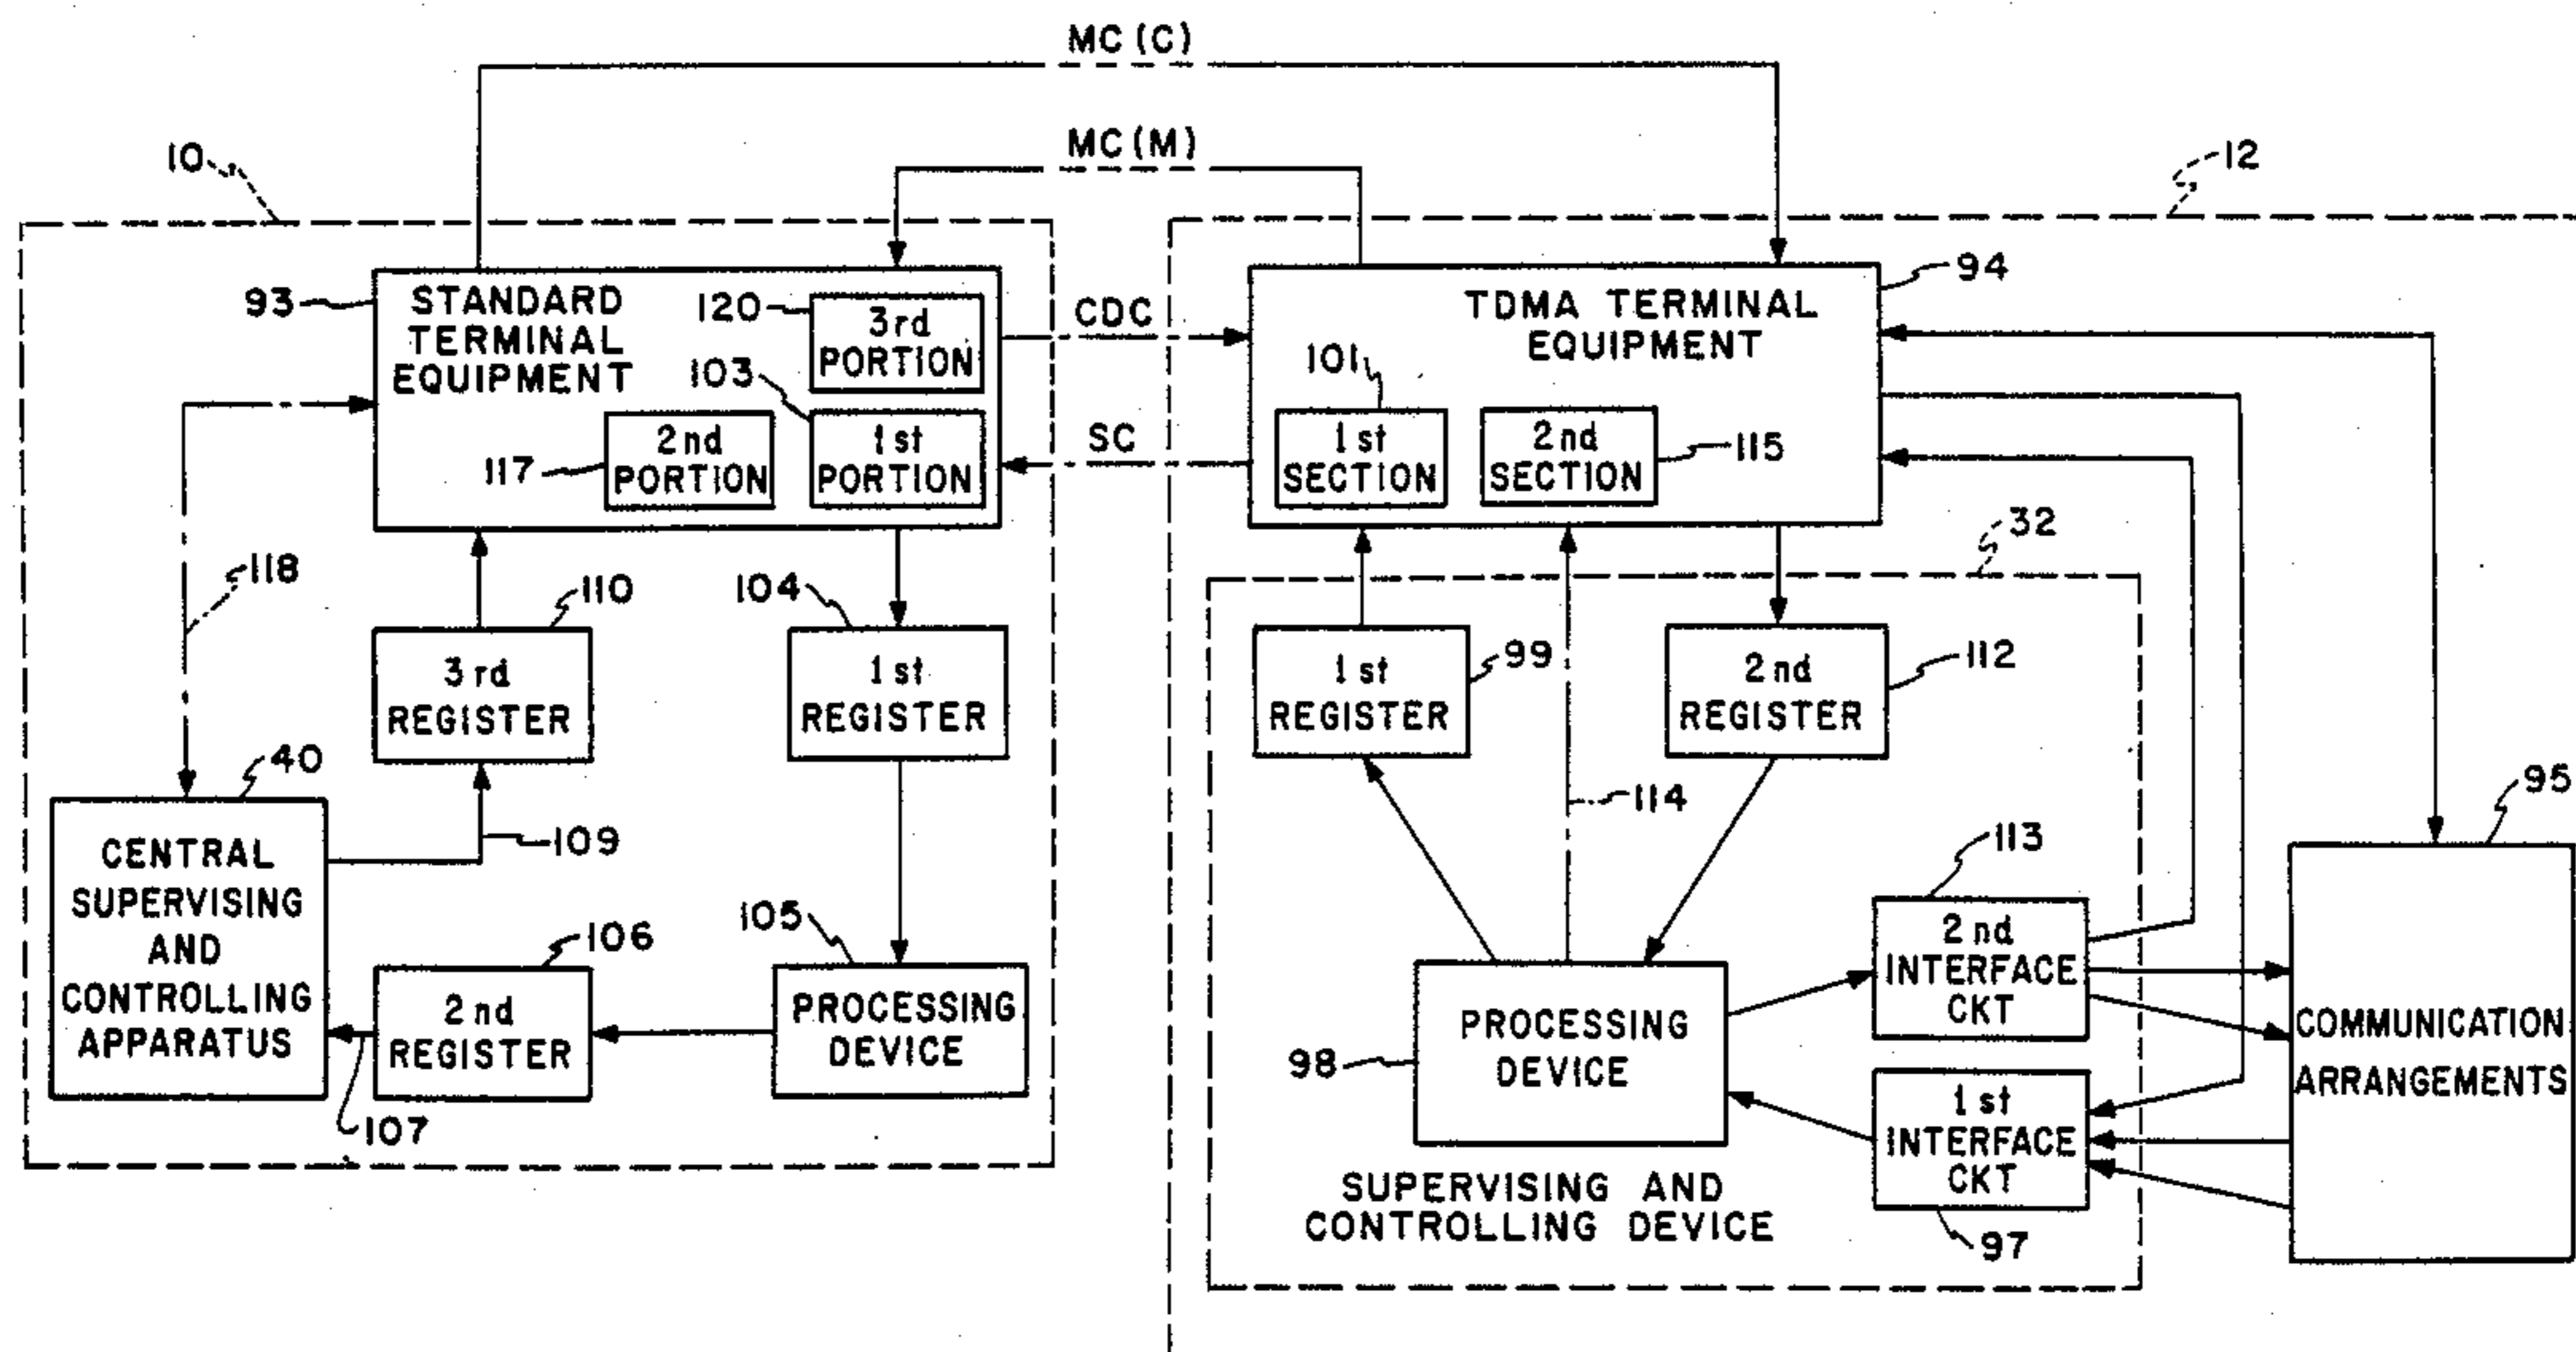 MC (C)
MC (M)
10
12
93
STANDARD
TERMINAL
EQUIPMENT
120
3rd
PORTION
103
1st
PORTION
2nd
PORTION
117
CDC
SC
TDMA TERMINAL
EQUIPMENT
94
101
1st
SECTION
2nd
SECTION
115
118
110
3rd
REGISTER
104
1st
REGISTER
32
1st
REGISTER
99
2nd
REGISTER
112
40
CENTRAL
SUPERVISING
AND
CONTROLLING
APPARATUS
109
106
2nd
REGISTER
107
105
PROCESSING
DEVICE
114
98
PROCESSING
DEVICE
113
2nd
INTERFACE
CKT
1st
INTERFACE
CKT
97
SUPERVISING AND
CONTROLLING DEVICE
95
COMMUNICATION
ARRANGEMENTS